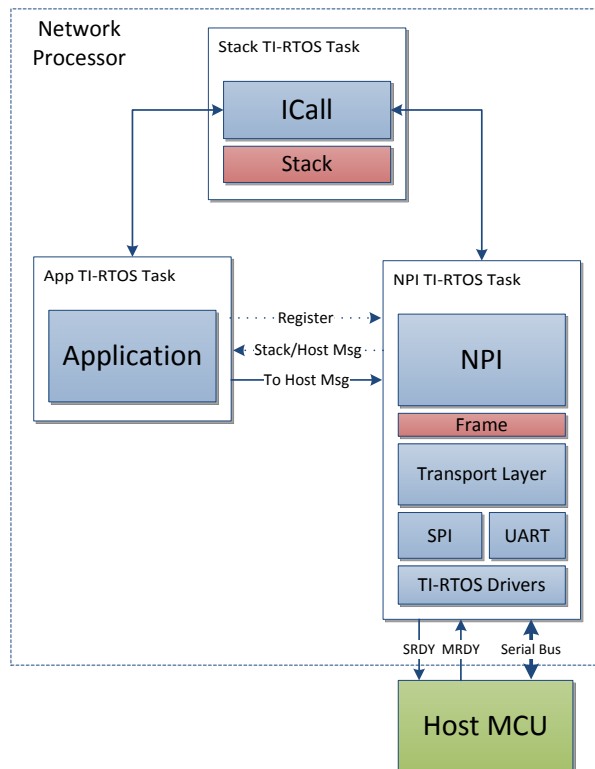 Network
Processor
Stack TI-RTOS Task
ICall
Stack
App TI-RTOS Task
Application
Register
Stack/Host Msg
To Host Msg
NPI TI-RTOS Task
NPI
Frame
Transport Layer
SPI
UART
TI-RTOS Drivers
SRDY
MRDY
Serial Bus
Host MCU